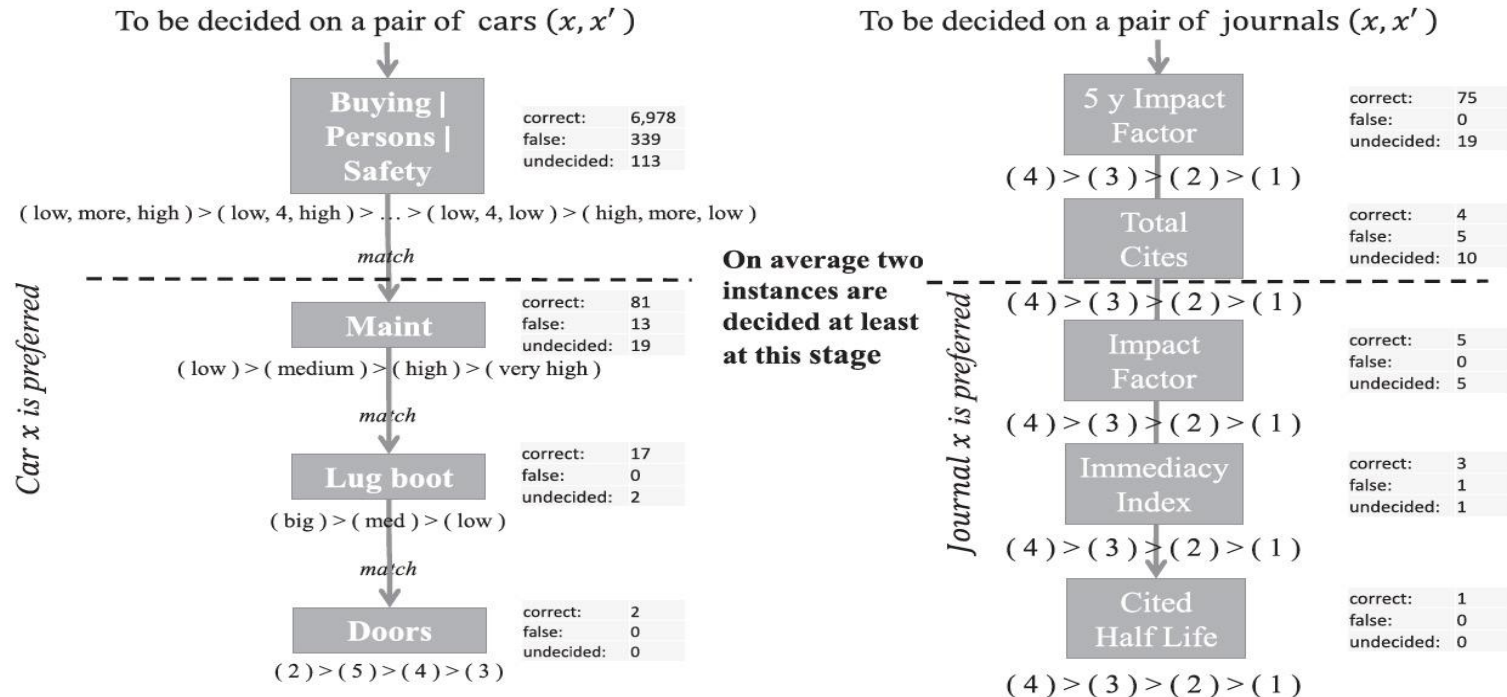 To be decided on a pair of cars (x, x′)
Buying |
Persons |
Safety
correct: 6,978
false: 339
undecided: 113
( low, more, high ) > ( low, 4, high ) > … > ( low, 4, low ) > ( high, more, low )
match
Car x is preferred
Maint
correct: 81
false: 13
undecided: 19
( low ) > ( medium ) > ( high ) > ( very high )
match
Lug boot
correct: 17
false: 0
undecided: 2
( big ) > ( med ) > ( low )
match
Doors
correct: 2
false: 0
undecided: 0
( 2 ) > ( 5 ) > ( 4 ) > ( 3 )
On average two
instances are
decided at least
at this stage
To be decided on a pair of journals (x, x′)
5 y Impact
Factor
correct: 75
false: 0
undecided: 19
( 4 ) > ( 3 ) > ( 2 ) > ( 1 )
Total
Cites
correct: 4
false: 5
undecided: 10
( 4 ) > ( 3 ) > ( 2 ) > ( 1 )
Journal x is preferred
Impact
Factor
correct: 5
false: 0
undecided: 5
( 4 ) > ( 3 ) > ( 2 ) > ( 1 )
Immediacy
Index
correct: 3
false: 1
undecided: 1
( 4 ) > ( 3 ) > ( 2 ) > ( 1 )
Cited
Half Life
correct: 1
false: 0
undecided: 0
( 4 ) > ( 3 ) > ( 2 ) > ( 1 )